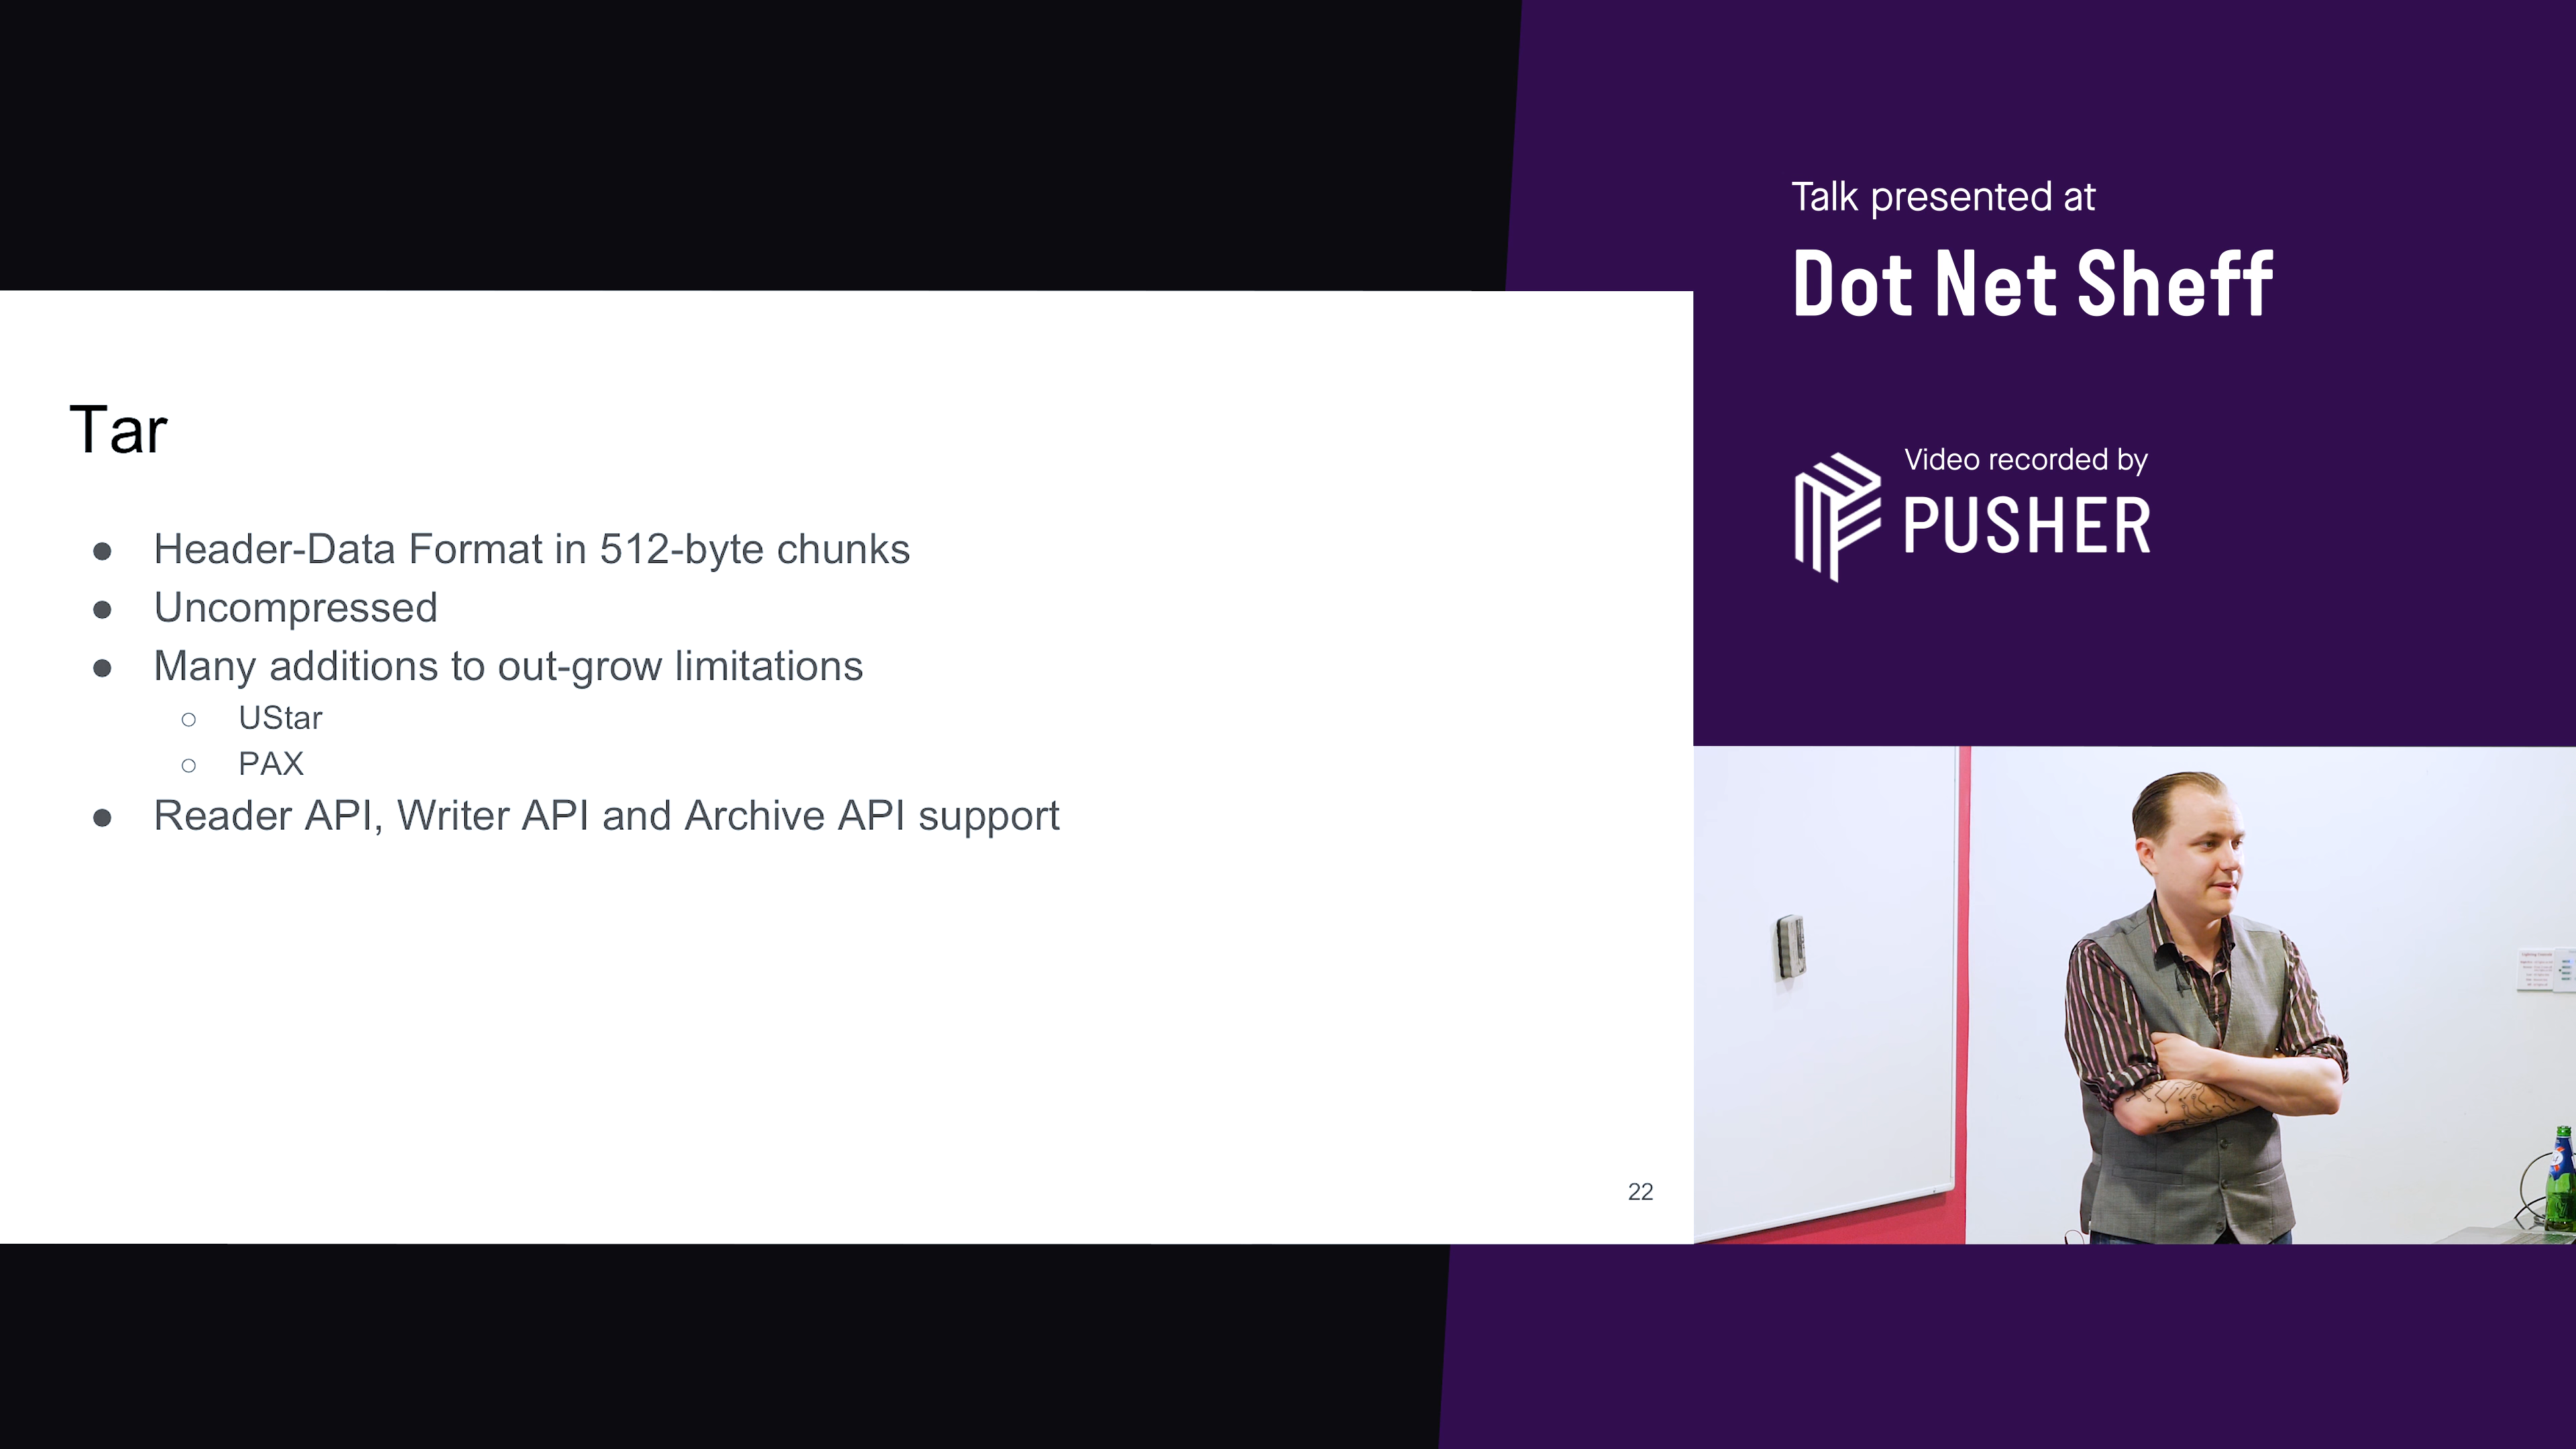 Talk presented at
Dot Net Sheff
Video recorded by
PUSHER
Tar
Header-Data Format in 512-byte chunks
Uncompressed
Many additions to out-grow limitations
UStar
PAX
Reader API, Writer API and Archive API support
22